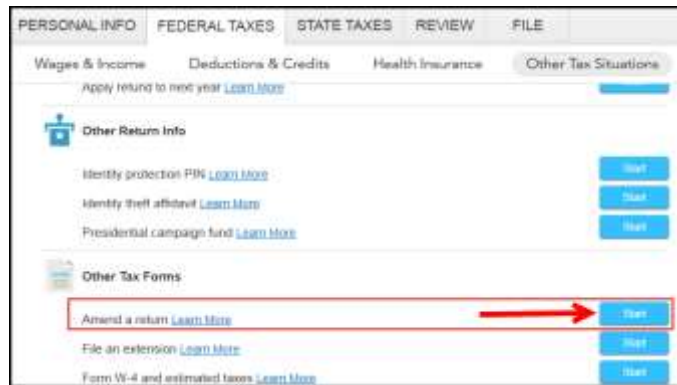 PERSONAL INFO FEDERAL TAXES STATE TAXES REVIEW FILE
Wages & Income Deductions & Credits Health Insurance Other Tax Situations
Apply refund to next year Learn More
Other Return Info
Identity protection PIN Learn More Start
Identity theft affidavit Learn More Start
Presidential campaign fund Learn More Start
Other Tax Forms
Amend a return Learn More Start
File an extension Learn More Start
Form W-4 and estimated taxes Learn More Start